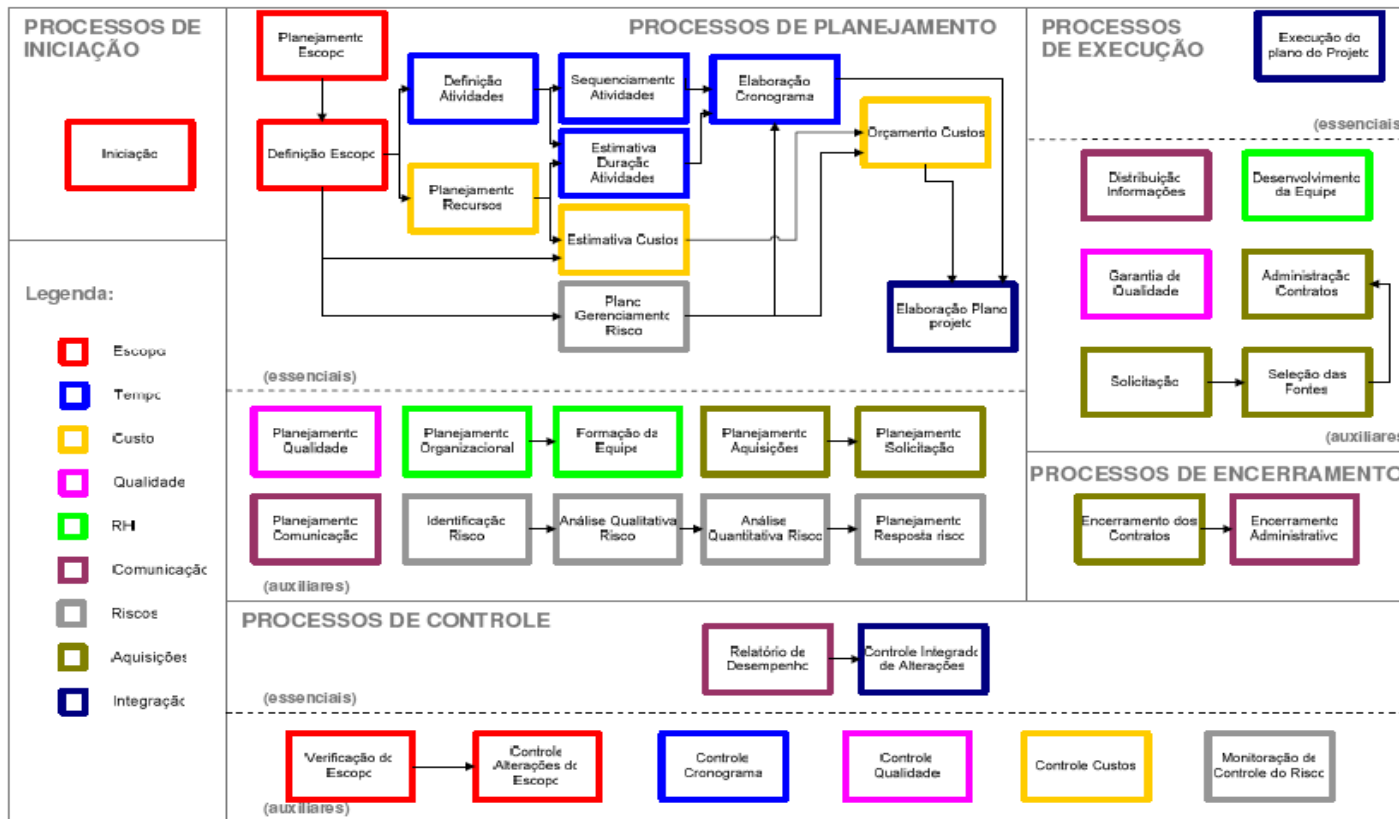 PROCESSOS DE
INICIAÇÃO
Iniciação
Legenda:
Escopo
Tempo
Custo
Qualidade
RH
Comunicação
Riscos
Aquisições
Integração
PROCESSOS DE PLANEJAMENTO
Planejamento
Escopo
Definição Escopo
Definição
Atividades
Planejamento
Recursos
Sequenciamento
Atividades
Estimativa
Duração
Atividades
Estimativa Custos
Plano
Gerenciamento
Risco
Elaboração
Cronograma
Orçamento Custos
Elaboração Plano
projeto
(essenciais)
Planejamento
Qualidade
Planejamento
Organizacional
Formação da
Equipe
Planejamento
Aquisições
Planejamento
Solicitação
Planejamento
Comunicação
Identificação
Risco
Análise Qualitativa
Risco
Análise
Quantitativa Risco
Planejamento
Resposta risco
(auxiliares)
PROCESSOS
DE EXECUÇÃO
Execução do
plano do Projeto
(essenciais)
Distribuição
Informações
Desenvolvimento
da Equipe
Garantia de
Qualidade
Administração
Contratos
Solicitação
Seleção das
Fontes
(auxiliares)
PROCESSOS DE ENCERRAMENTO
Encerramento dos
Contratos
Encerramento
Administrativo
PROCESSOS DE CONTROLE
Relatório de
Desempenho
Controle Integrado
de Alterações
(essenciais)
Verificação do
Escopo
Controle
Alterações do
Escopo
Controle
Cronograma
Controle
Qualidade
Controle Custos
Monitoração de
Controle do Risco
(auxiliares)